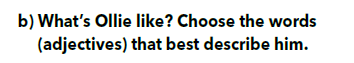 b) What's Ollie like? Choose the words
(adjectives) that best describe him.